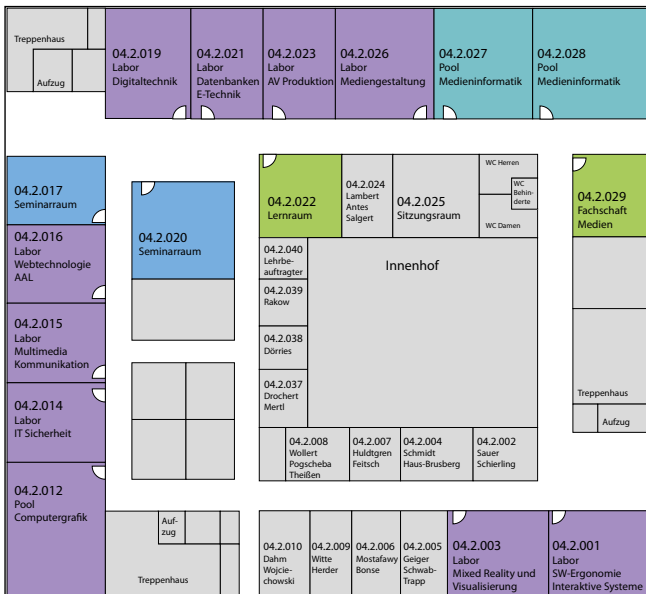 Treppenhaus
Aufzug
04.2.019
Labor
Digitaltechnik
04.2.021
Labor
Datenbanken
E-Technik
04.2.023
Labor
AV Produktion
04.2.026
Labor
Mediengestaltung
04.2.027
Pool
Medieninformatik
04.2.028
Pool
Medieninformatik
04.2.017
Seminarraum
04.2.016
Labor
Webtechnologie
AAL
04.2.015
Labor
Multimedia
Kommunikation
04.2.014
Labor
IT Sicherheit
04.2.012
Pool
Computergrafik
04.2.020
Seminarraum
04.2.022
Lernraum
04.2.024
Lambert
Antes
Salgert
04.2.025
Sitzungsraum
WC Herren
WC
Behin-
derte
WC Damen
04.2.029
Fachschaft
Medien
04.2.040
Lehrbe-
auftragter
04.2.039
Rakow
04.2.038
Dörries
04.2.037
Drochert
Mertl
Innenhof
Treppenhaus
Aufzug
04.2.008
Wollert
Pogscheba
Theißen
04.2.007
Huldtgren
Feitsch
04.2.004
Schmidt
Haus-Brusberg
04.2.002
Sauer
Schierling
Auf-
zug
Treppenhaus
04.2.010
Dahm
Wojcie-
chowski
04.2.009
Witte
Herder
04.2.006
Mostafawy
Bonse
04.2.005
Geiger
Schwab-
Trapp
04.2.003
Labor
Mixed Reality und
Visualisierung
04.2.001
Labor
SW-Ergonomie
Interaktive Systeme